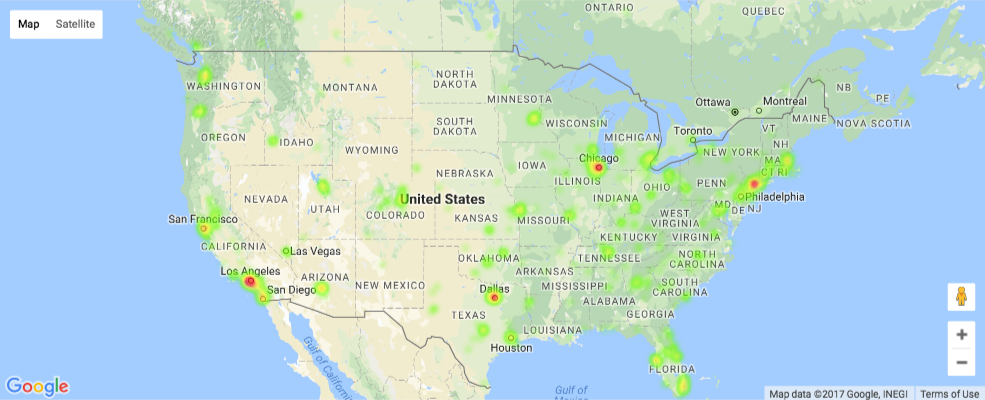 Map Satellite
ONTARIO
QUEBEC
WASHINGTON
MONTANA
NORTH
DAKOTA
MINNESOTA
Ottawa
Montreal
NB
PE
MAINE
NOVA SCOTIA
OREGON
IDAHO
SOUTH
DAKOTA
WISCONSIN
MICHIGAN
Toronto
VT
NH
WYOMING
IOWA
Chicago
NEW YORK
MA
CT RI
NEBRASKA
ILLINOIS
INDIANA
OHIO
PENN
NEVADA
UTAH
United States
COLORADO
Philadelphia
MD
DE
NJ
San Francisco
KANSAS
MISSOURI
WEST
VIRGINIA
CALIFORNIA
KENTUCKY
VIRGINIA
Las Vegas
OKLAHOMA
TENNESSEE
NORTH
CAROLINA
Los Angeles
ARIZONA
NEW MEXICO
ARKANSAS
San Diego
Dallas
MISSISSIPPI
SOUTH
CAROLINA
ALABAMA
TEXAS
GEORGIA
LOUISIANA
Houston
Gulf of
California
FLORIDA
Google
Gulf of
Mexico
Map data ©2017 Google, INEGI Terms of Use